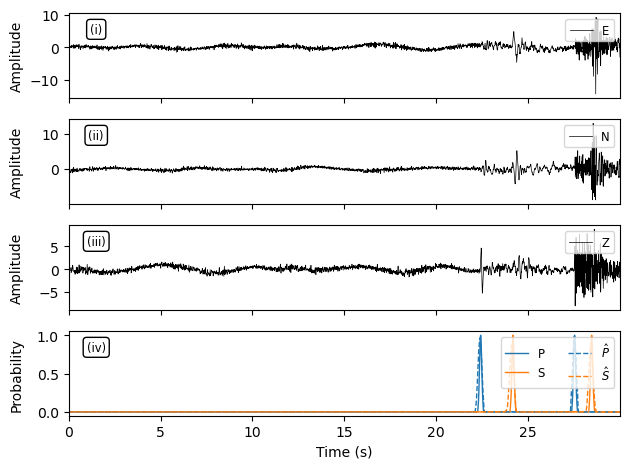 10
0
−10
Amplitude
(i)
E
10
0
Amplitude
(ii)
N
5
0
−5
Amplitude
(iii)
Z
1.0
0.5
0.0
Probability
(iv)
P
S
P̂
Ŝ
0 5 10 15 20 25
Time (s)